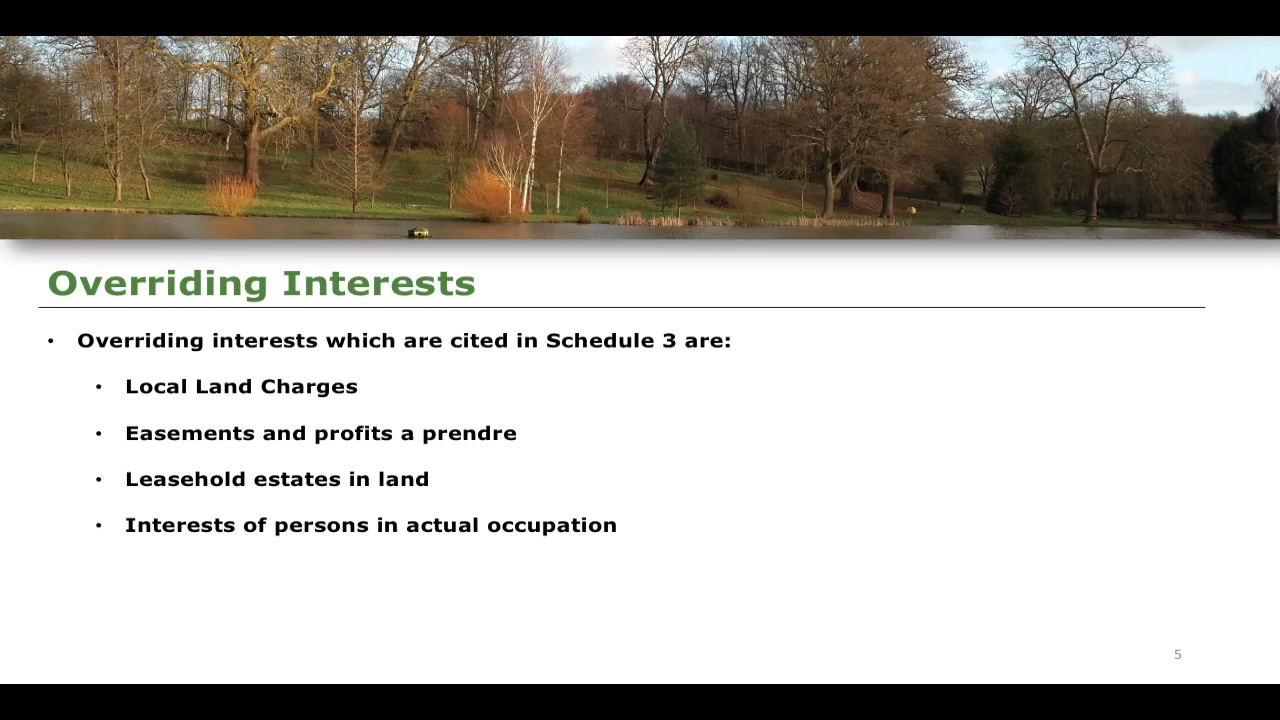 Overriding Interests
• Overriding interests which are cited in Schedule 3 are:
• Local Land Charges
• Easements and profits a prendre
• Leasehold estates in land
• Interests of persons in actual occupation
5